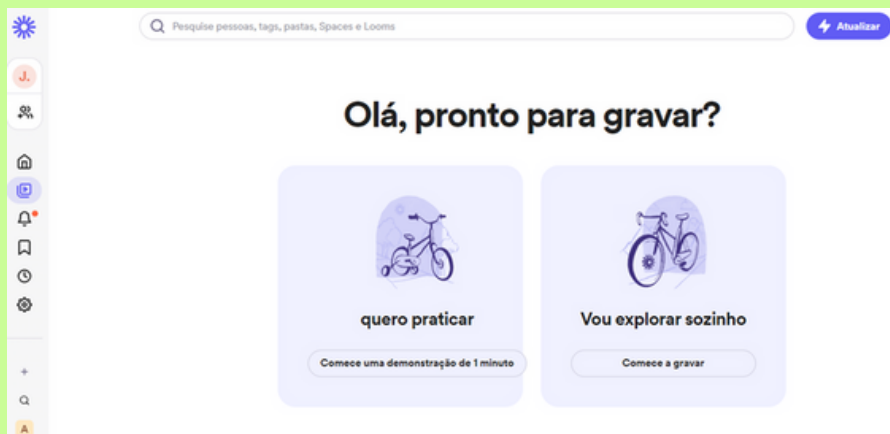 Pesquise pessoas, tags, pastas, Spaces e Looms
Atualizar
J.
Olá, pronto para gravar?
quero praticar
Vou explorar sozinho
Comece uma demonstração de 1 minuto
Comece a gravar
A